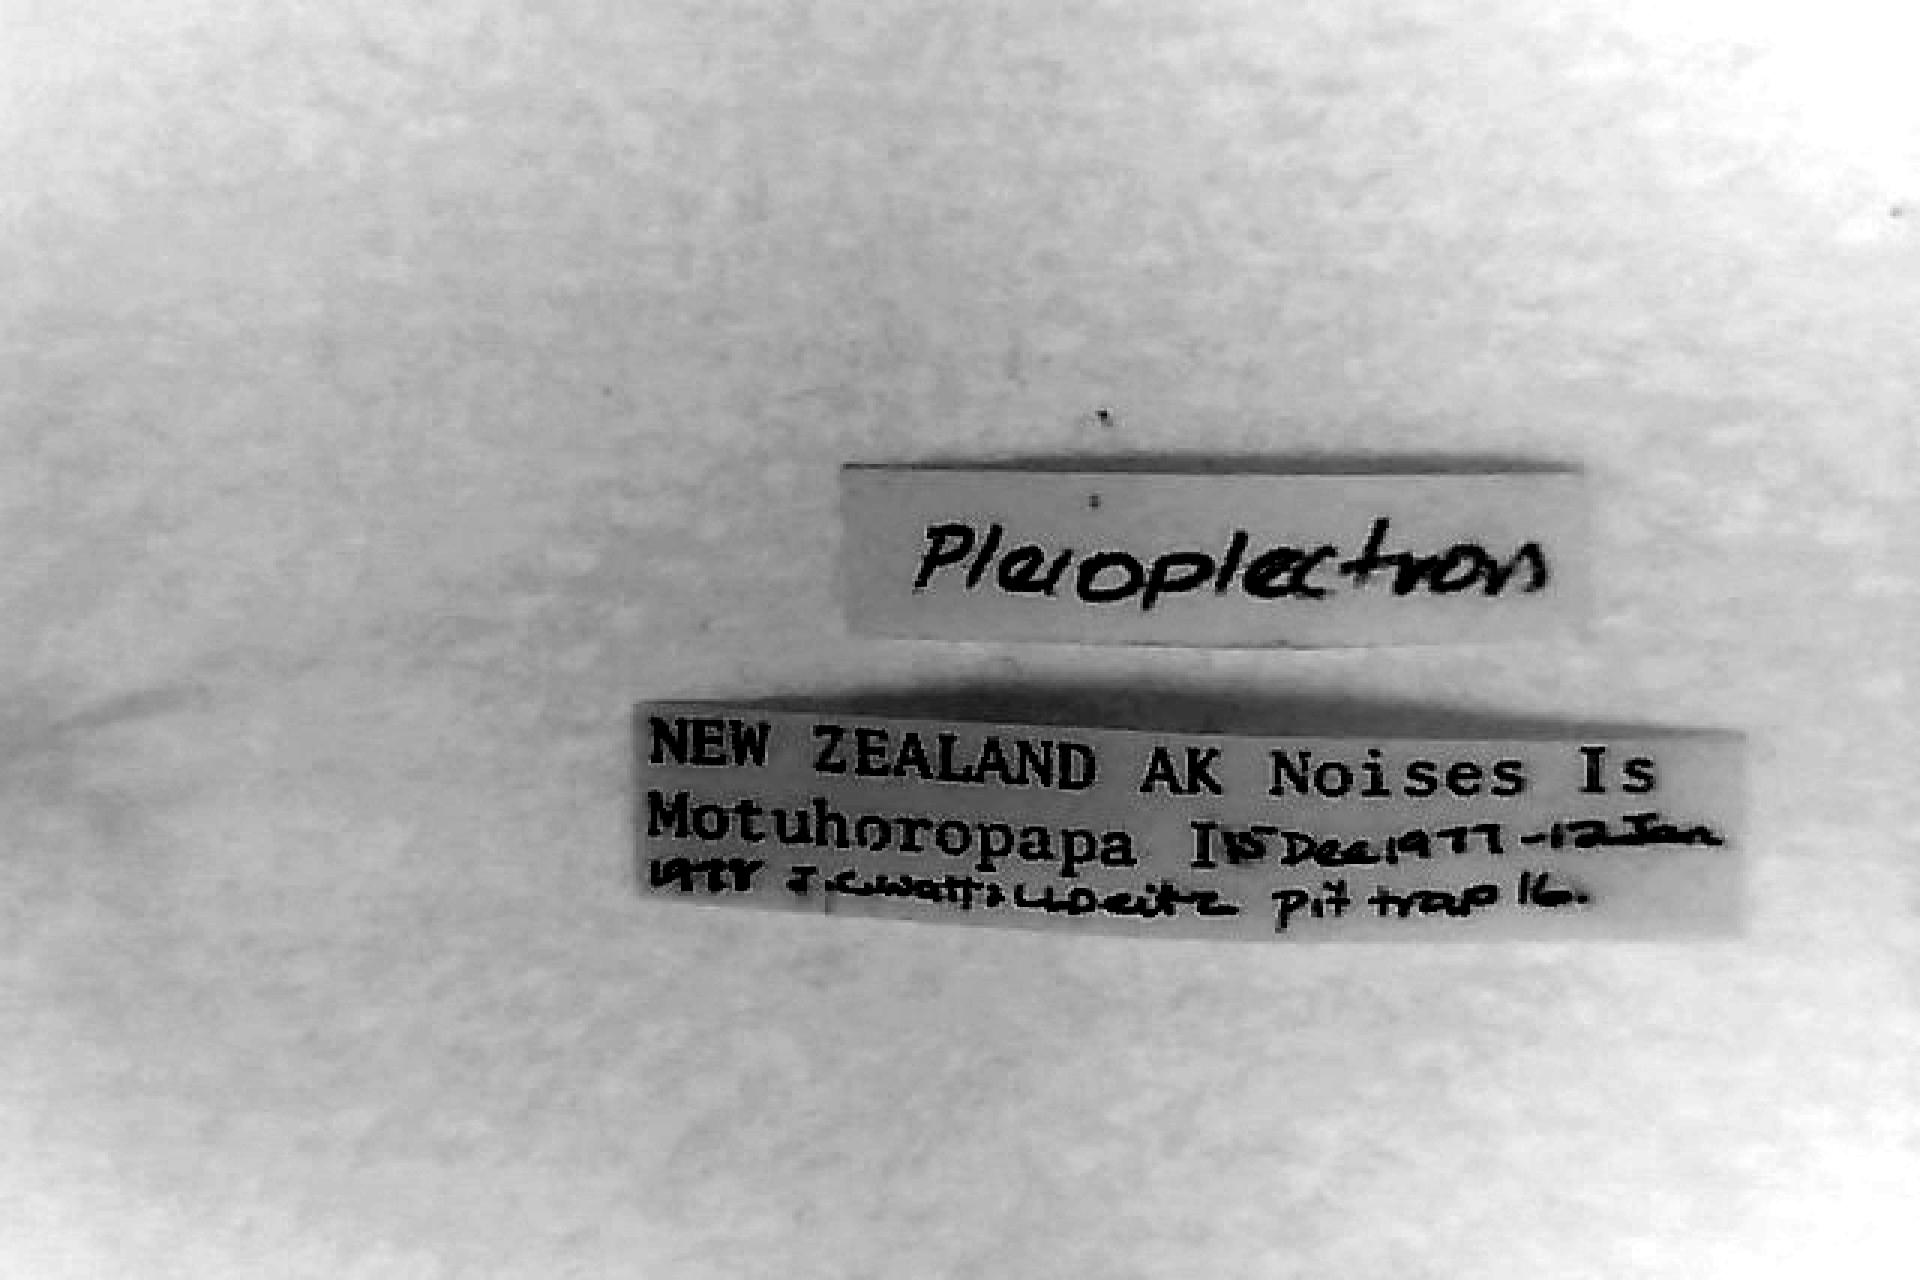 Pleioplectron
NEW ZEALAND AK Noises Is
Motuhoropapa I 15 Dec 1977 - 12 Jan
1978 J.C. Watt & L.L. Deitz pit trap 16.